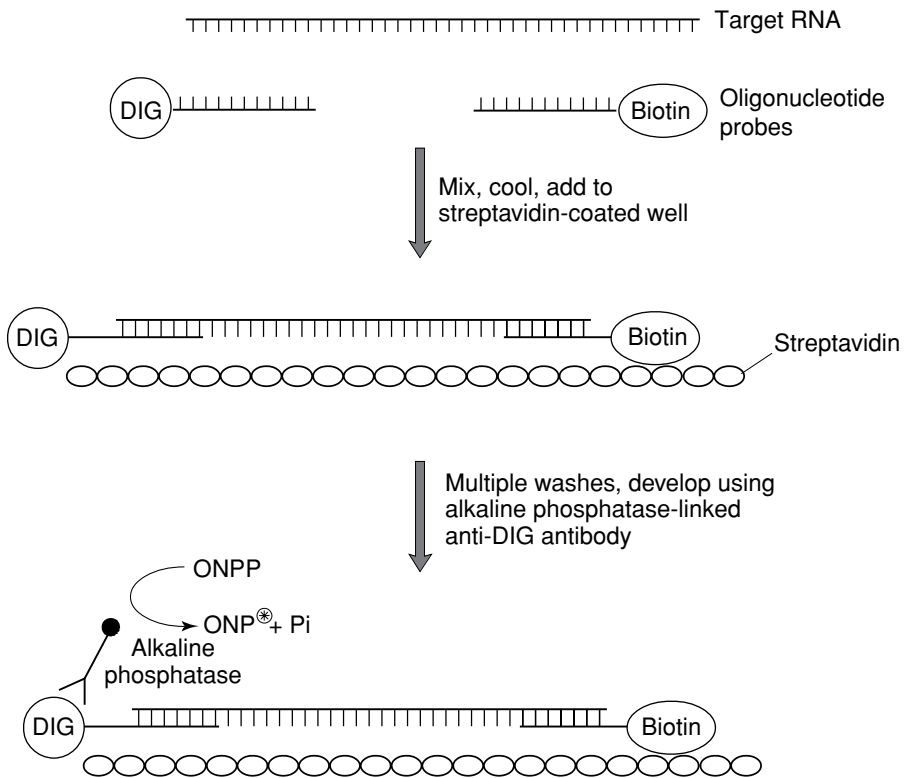 Target RNA
DIG
Biotin
Oligonucleotide
probes
Mix, cool, add to
streptavidin-coated well
DIG
Biotin
Streptavidin
Multiple washes, develop using
alkaline phosphatase-linked
anti-DIG antibody
ONPP
ONP⊛+ Pi
Alkaline
phosphatase
DIG
Biotin